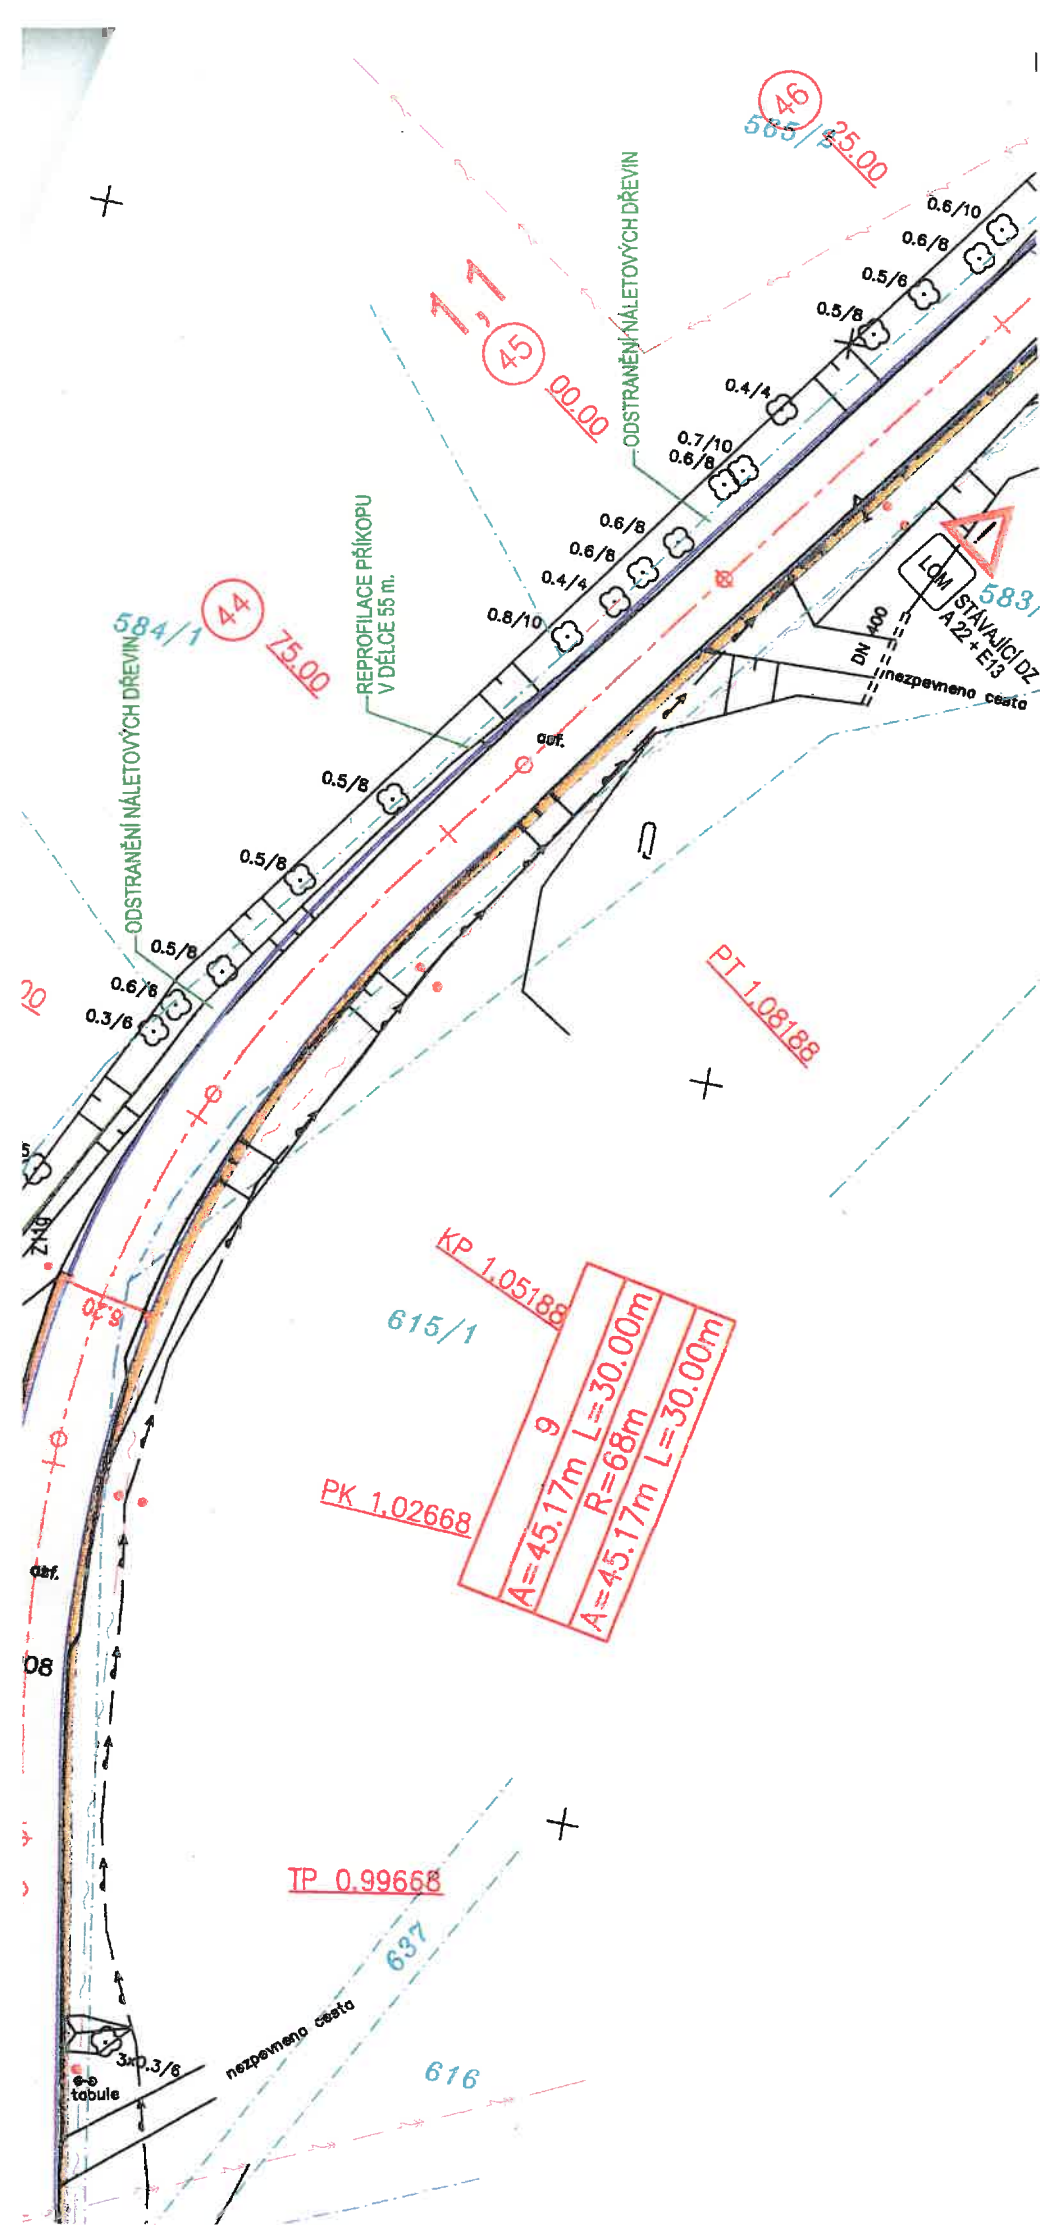 46
25.00
565/2
0.6/10
0.6/8
0.5/6
0.5/8
ODSTRANĚNÍ NÁLETOVÝCH DŘEVIN
1,1
45
00.00
0.4/4
0.7/10
0.6/8
0.6/8
0.6/8
0.4/4
0.8/10
REPROFILACE PŘÍKOPU
V DÉLCE 55 m.
LOM
583/
STÁVAJÍCÍ DZ
A 22 + E13
DN 400
nezpevnena cesta
584/1
44
75.00
ODSTRANĚNÍ NÁLETOVÝCH DŘEVIN
asf.
0.5/8
0.5/8
0.5/8
0.6/6
0.3/6
PT 1.08188
KP 1.05188
6.20
615/1
9
A=45.17m L=30.00m
R=68m
A=45.17m L=30.00m
PK 1.02668
asf.
08
TP 0.99668
637
nezpevnena cesta
3x0.3/6
tabule
616